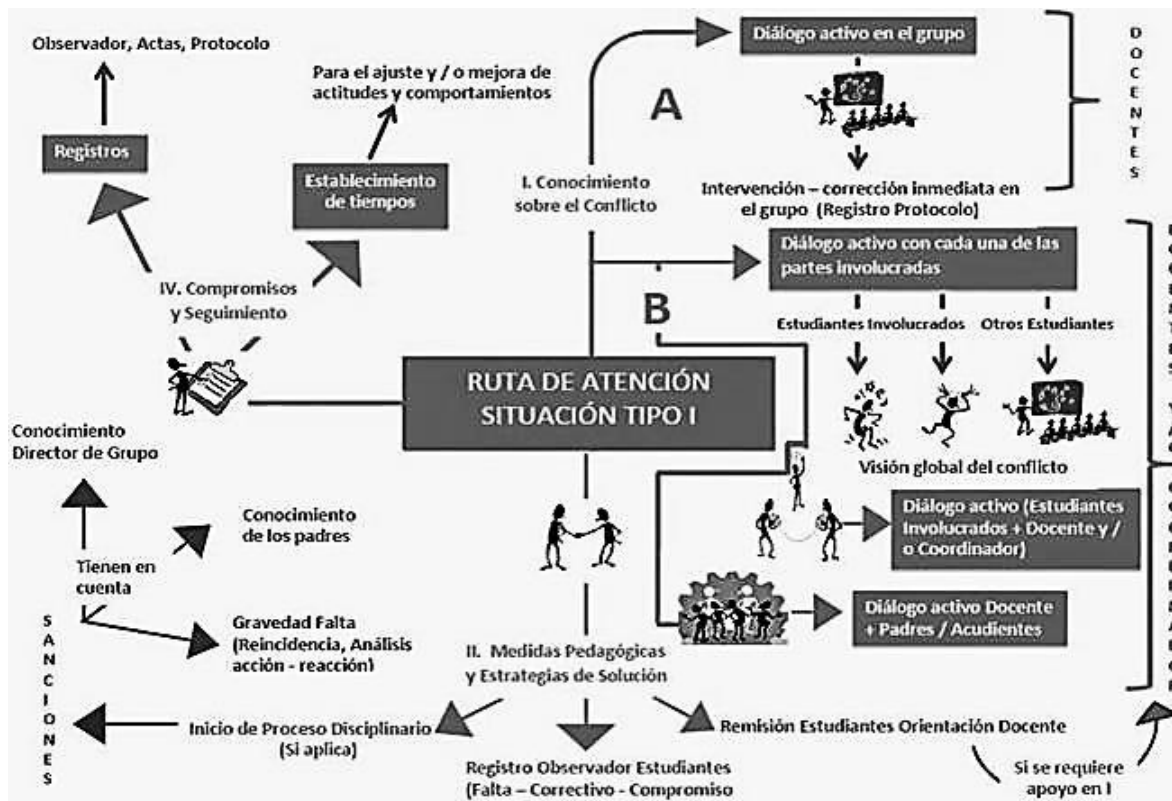 Observador, Actas, Protocolo
Registros
Para el ajuste y / o mejora de
actitudes y comportamientos
Establecimiento
de tiempos
IV. Compromisos
y Seguimiento
I. Conocimiento
sobre el Conflicto
A
Diálogo activo en el grupo
Intervención – corrección inmediata en
el grupo (Registro Protocolo)
DOCENTES
B
Diálogo activo con cada una de las
partes involucradas
Estudiantes Involucrados
Otros Estudiantes
Visión global del conflicto
Diálogo activo (Estudiantes
Involucrados + Docente y /
o Coordinador)
Diálogo activo Docente
+ Padres / Acudientes
RUTA DE ATENCIÓN
SITUACIÓN TIPO I
Conocimiento
Director de Grupo
Conocimiento
de los padres
Tienen en
cuenta
Gravedad Falta
(Reincidencia, Análisis
acción - reacción)
SANCIONES
II. Medidas Pedagógicas
y Estrategias de Solución
Inicio de Proceso Disciplinario
(Si aplica)
Registro Observador Estudiantes
(Falta – Correctivo - Compromiso
Remisión Estudiantes Orientación Docente
Si se requiere
apoyo en I